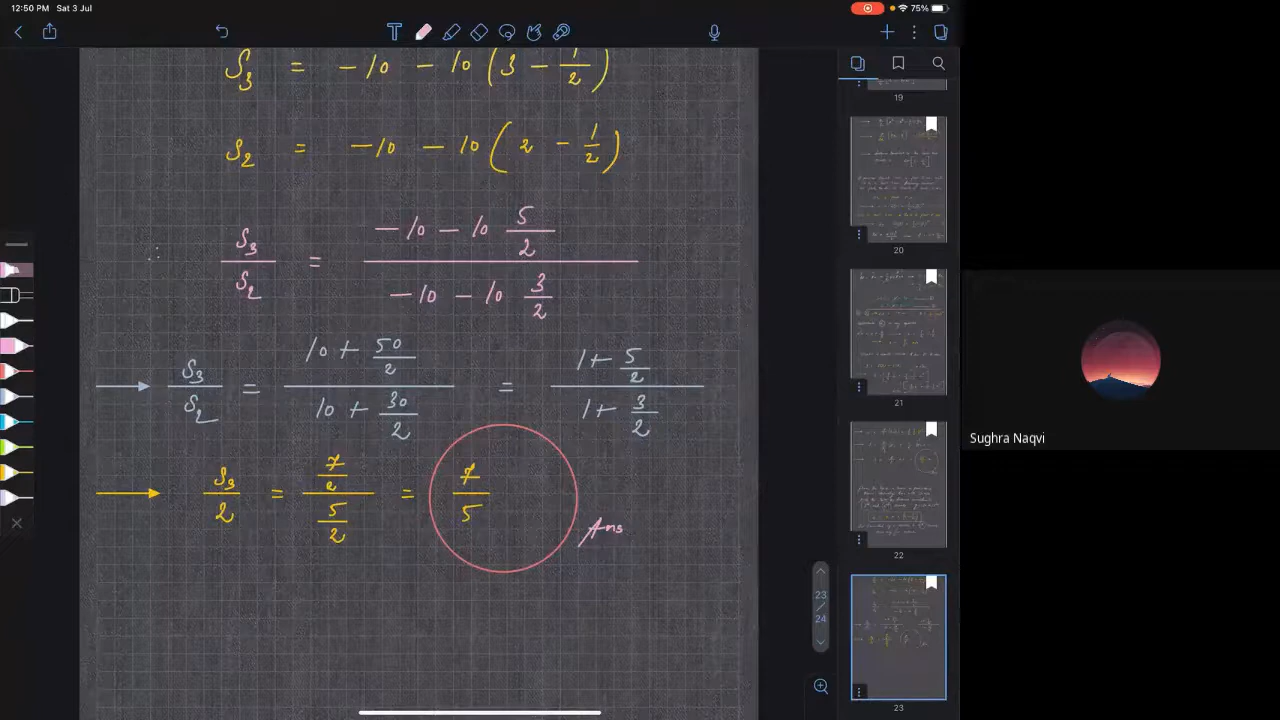 12:50 PM Sat 3 Jul 75%
S₃ = -10 - 10 (3 - 1/2)
S₂ = -10 - 10 (2 - 1/2)
∴ S₃/S₂ = (-10 - 10 5/2)/(-10 - 10 3/2)
→ S₃/S₂ = (10 + 50/2)/(10 + 30/2) = (1 + 5/2)/(1 + 3/2)
→ S₃/2 = (7/2)/(5/2) = 7/5 Ans
19
20
21
22
23
/
24
23
Sughra Naqvi